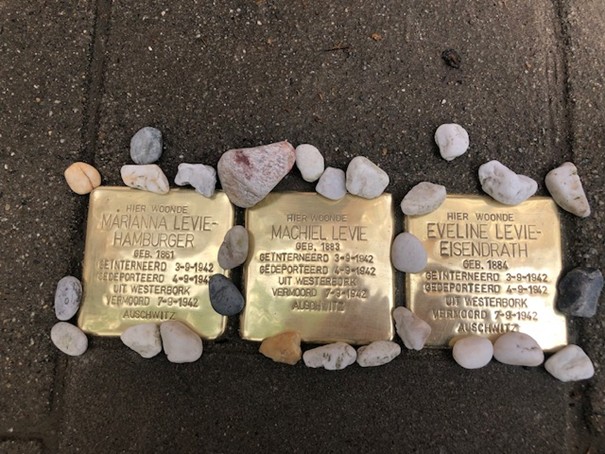 HIER WOONDE
MARIANNA LEVIE-
HAMBURGER
GEB. 1861
GEÏNTERNEERD 3-9-1942
GEDEPORTEERD 4-9-1942
UIT WESTERBORK
VERMOORD 7-9-1942
AUSCHWITZ
HIER WOONDE
MACHIEL LEVIE
GEB. 1883
GEÏNTERNEERD 3-9-1942
GEDEPORTEERD 4-9-1942
UIT WESTERBORK
VERMOORD 7-9-1942
AUSCHWITZ
HIER WOONDE
EVELINE LEVIE-
EISENDRATH
GEB. 1884
GEÏNTERNEERD 3-9-1942
GEDEPORTEERD 4-9-1942
UIT WESTERBORK
VERMOORD 7-9-1942
AUSCHWITZ